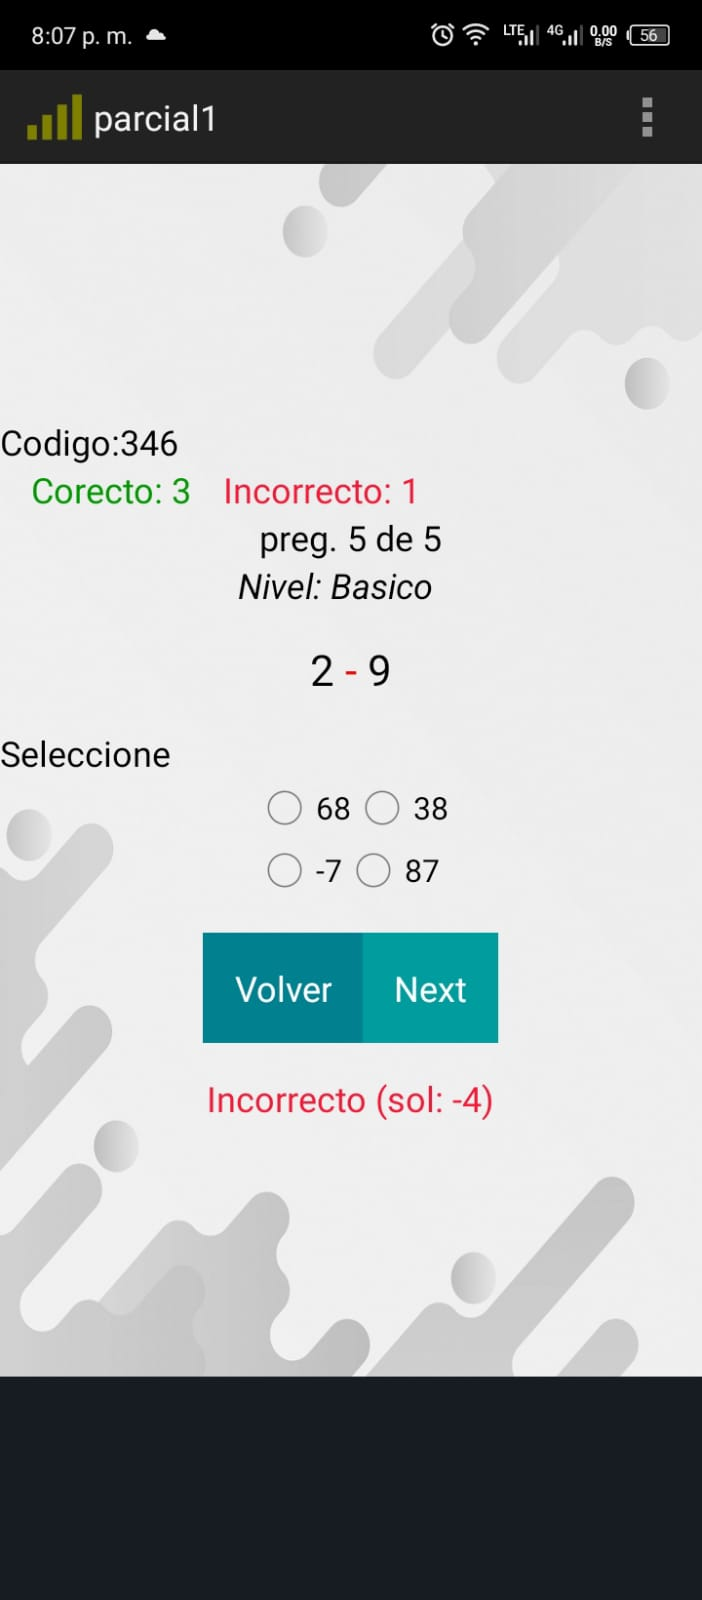 8:07 p. m.
LTE 4G 0.00 B/S 56
parcial1
Codigo:346
Corecto: 3 Incorrecto: 1
preg. 5 de 5
Nivel: Basico
2 - 9
Seleccione
68 38
-7 87
Volver Next
Incorrecto (sol: -4)